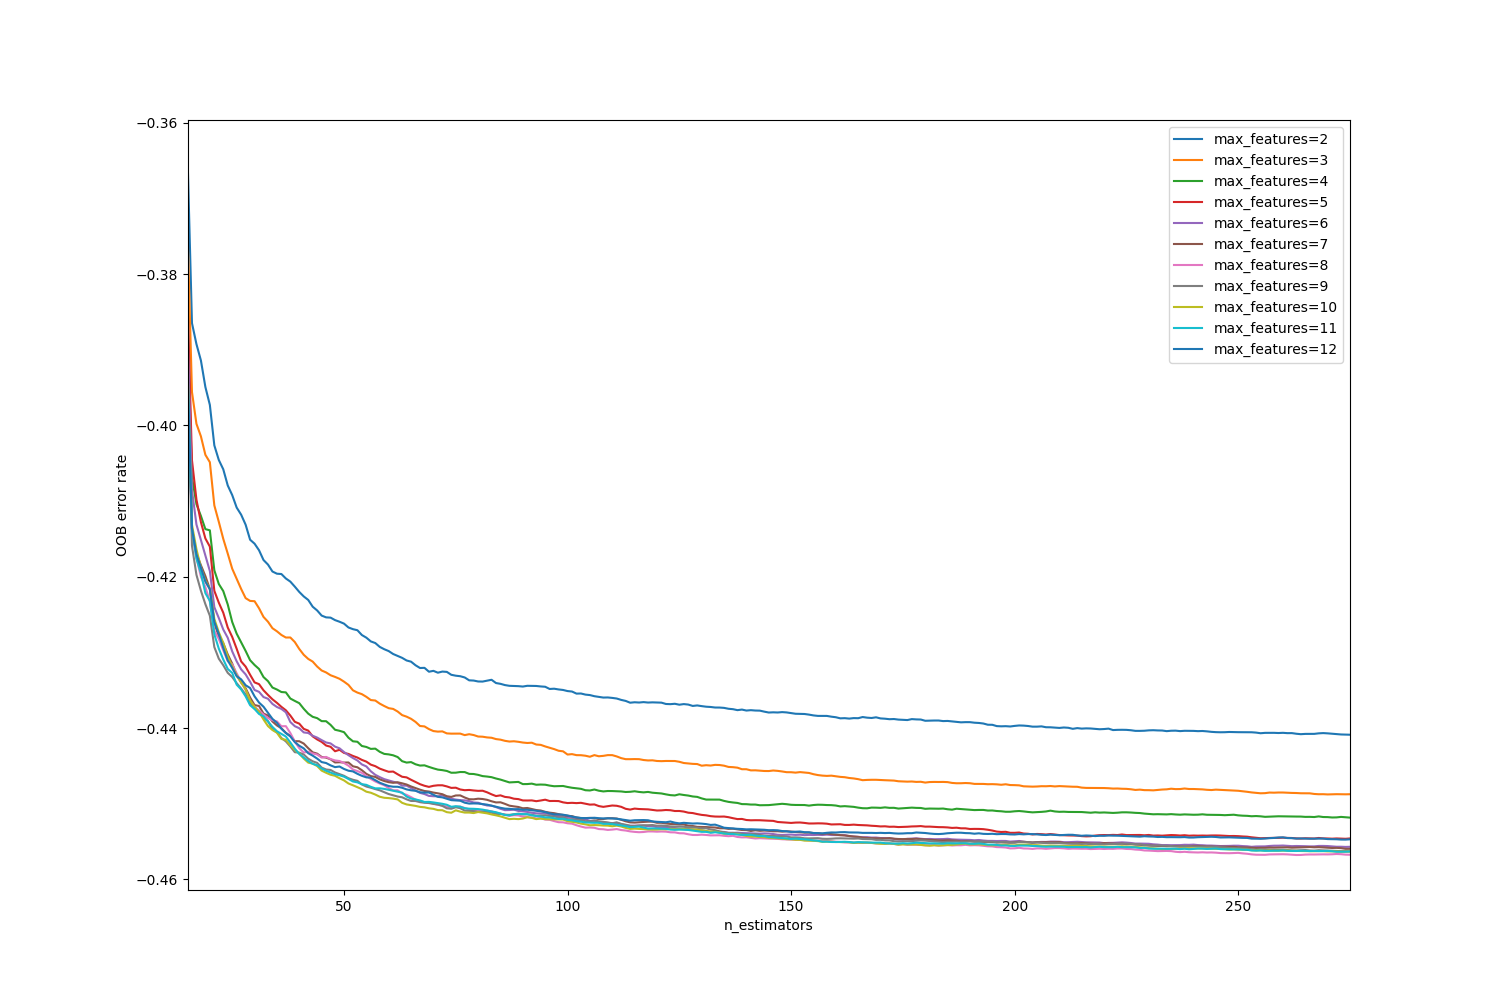 −0.36
−0.38
−0.40
−0.42
−0.44
−0.46
OOB error rate
50
100
150
200
250
n_estimators
max_features=2
max_features=3
max_features=4
max_features=5
max_features=6
max_features=7
max_features=8
max_features=9
max_features=10
max_features=11
max_features=12